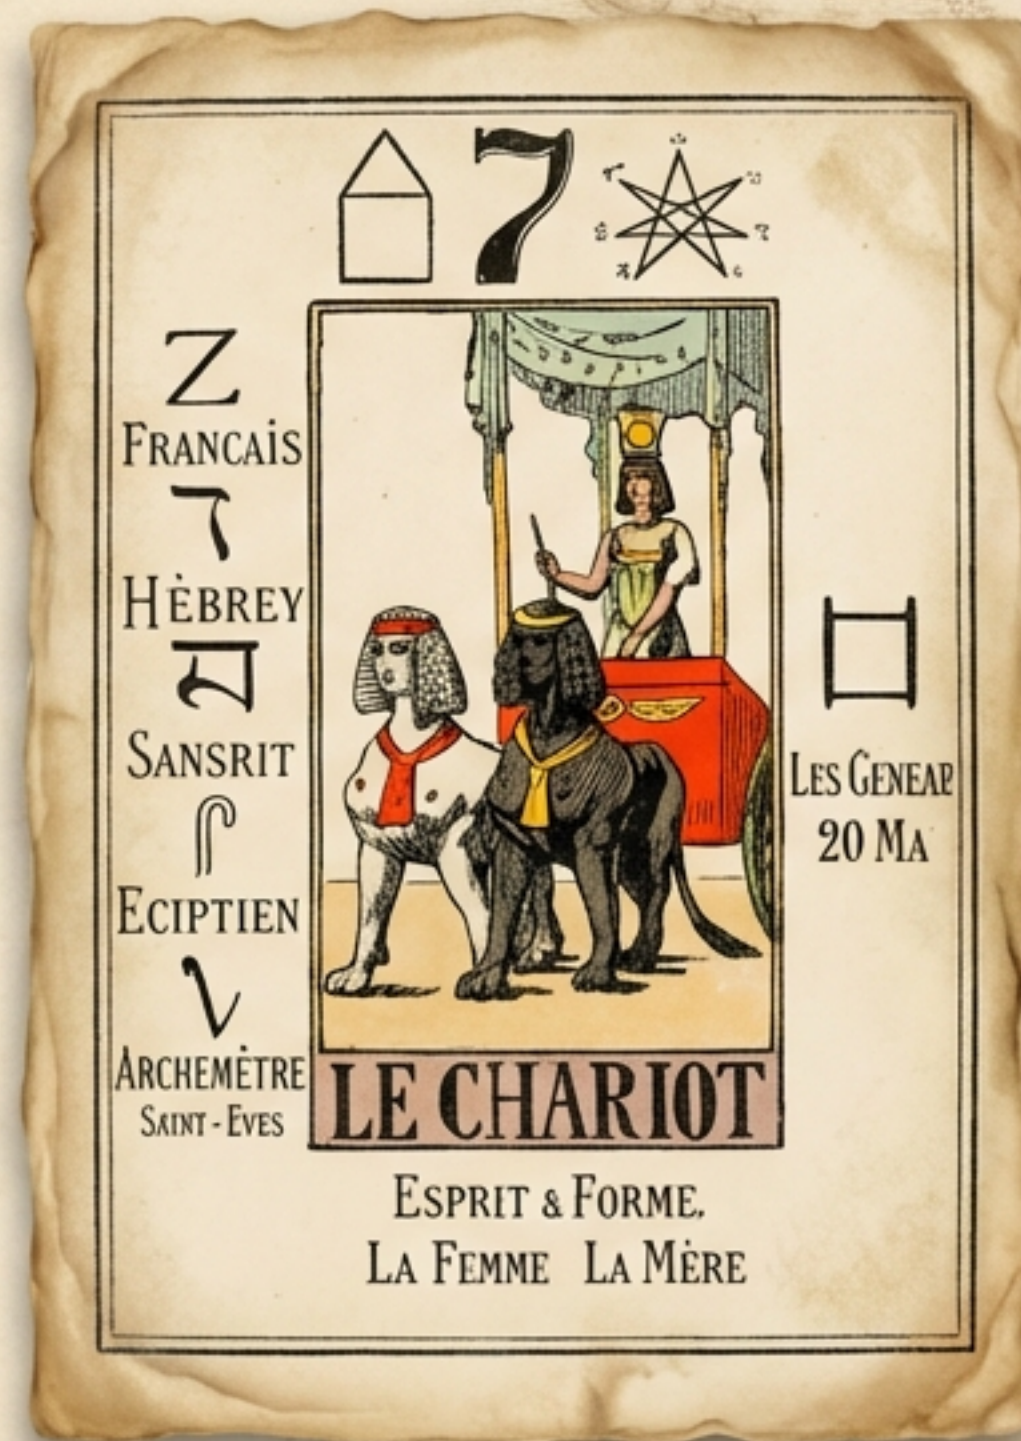 7
Z
FRANCAİS
ד
HÈBREY
SANSRIT
ECIPTIEN
ARCHEMÈTRE
SAINT-EVES
LES GENEAP
20 MA
LE CHARIOT
ESPRIT & FORME,
LA FEMME LA MÈRE